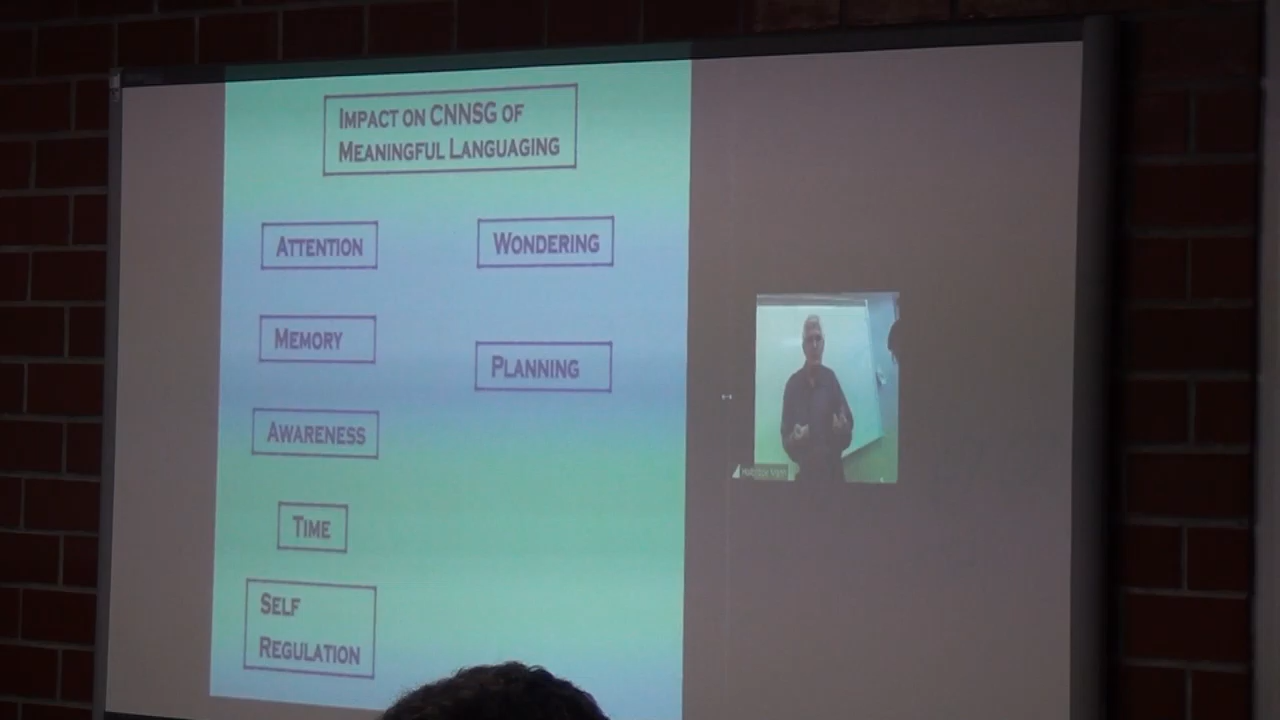 IMPACT ON CNNSG OF
MEANINGFUL LANGUAGING
ATTENTION
WONDERING
MEMORY
PLANNING
AWARENESS
TIME
SELF
REGULATION